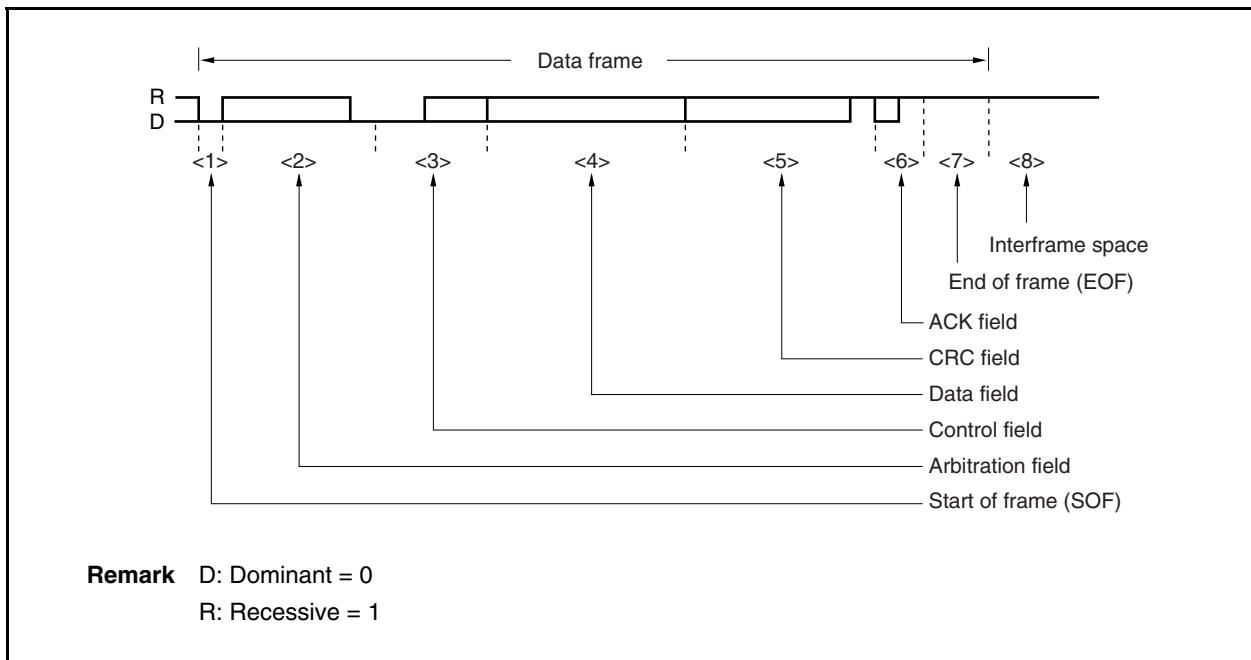 Data frame
R
D
<1> <2> <3> <4> <5> <6> <7> <8>
Interframe space
End of frame (EOF)
ACK field
CRC field
Data field
Control field
Arbitration field
Start of frame (SOF)
Remark D: Dominant = 0
R: Recessive = 1